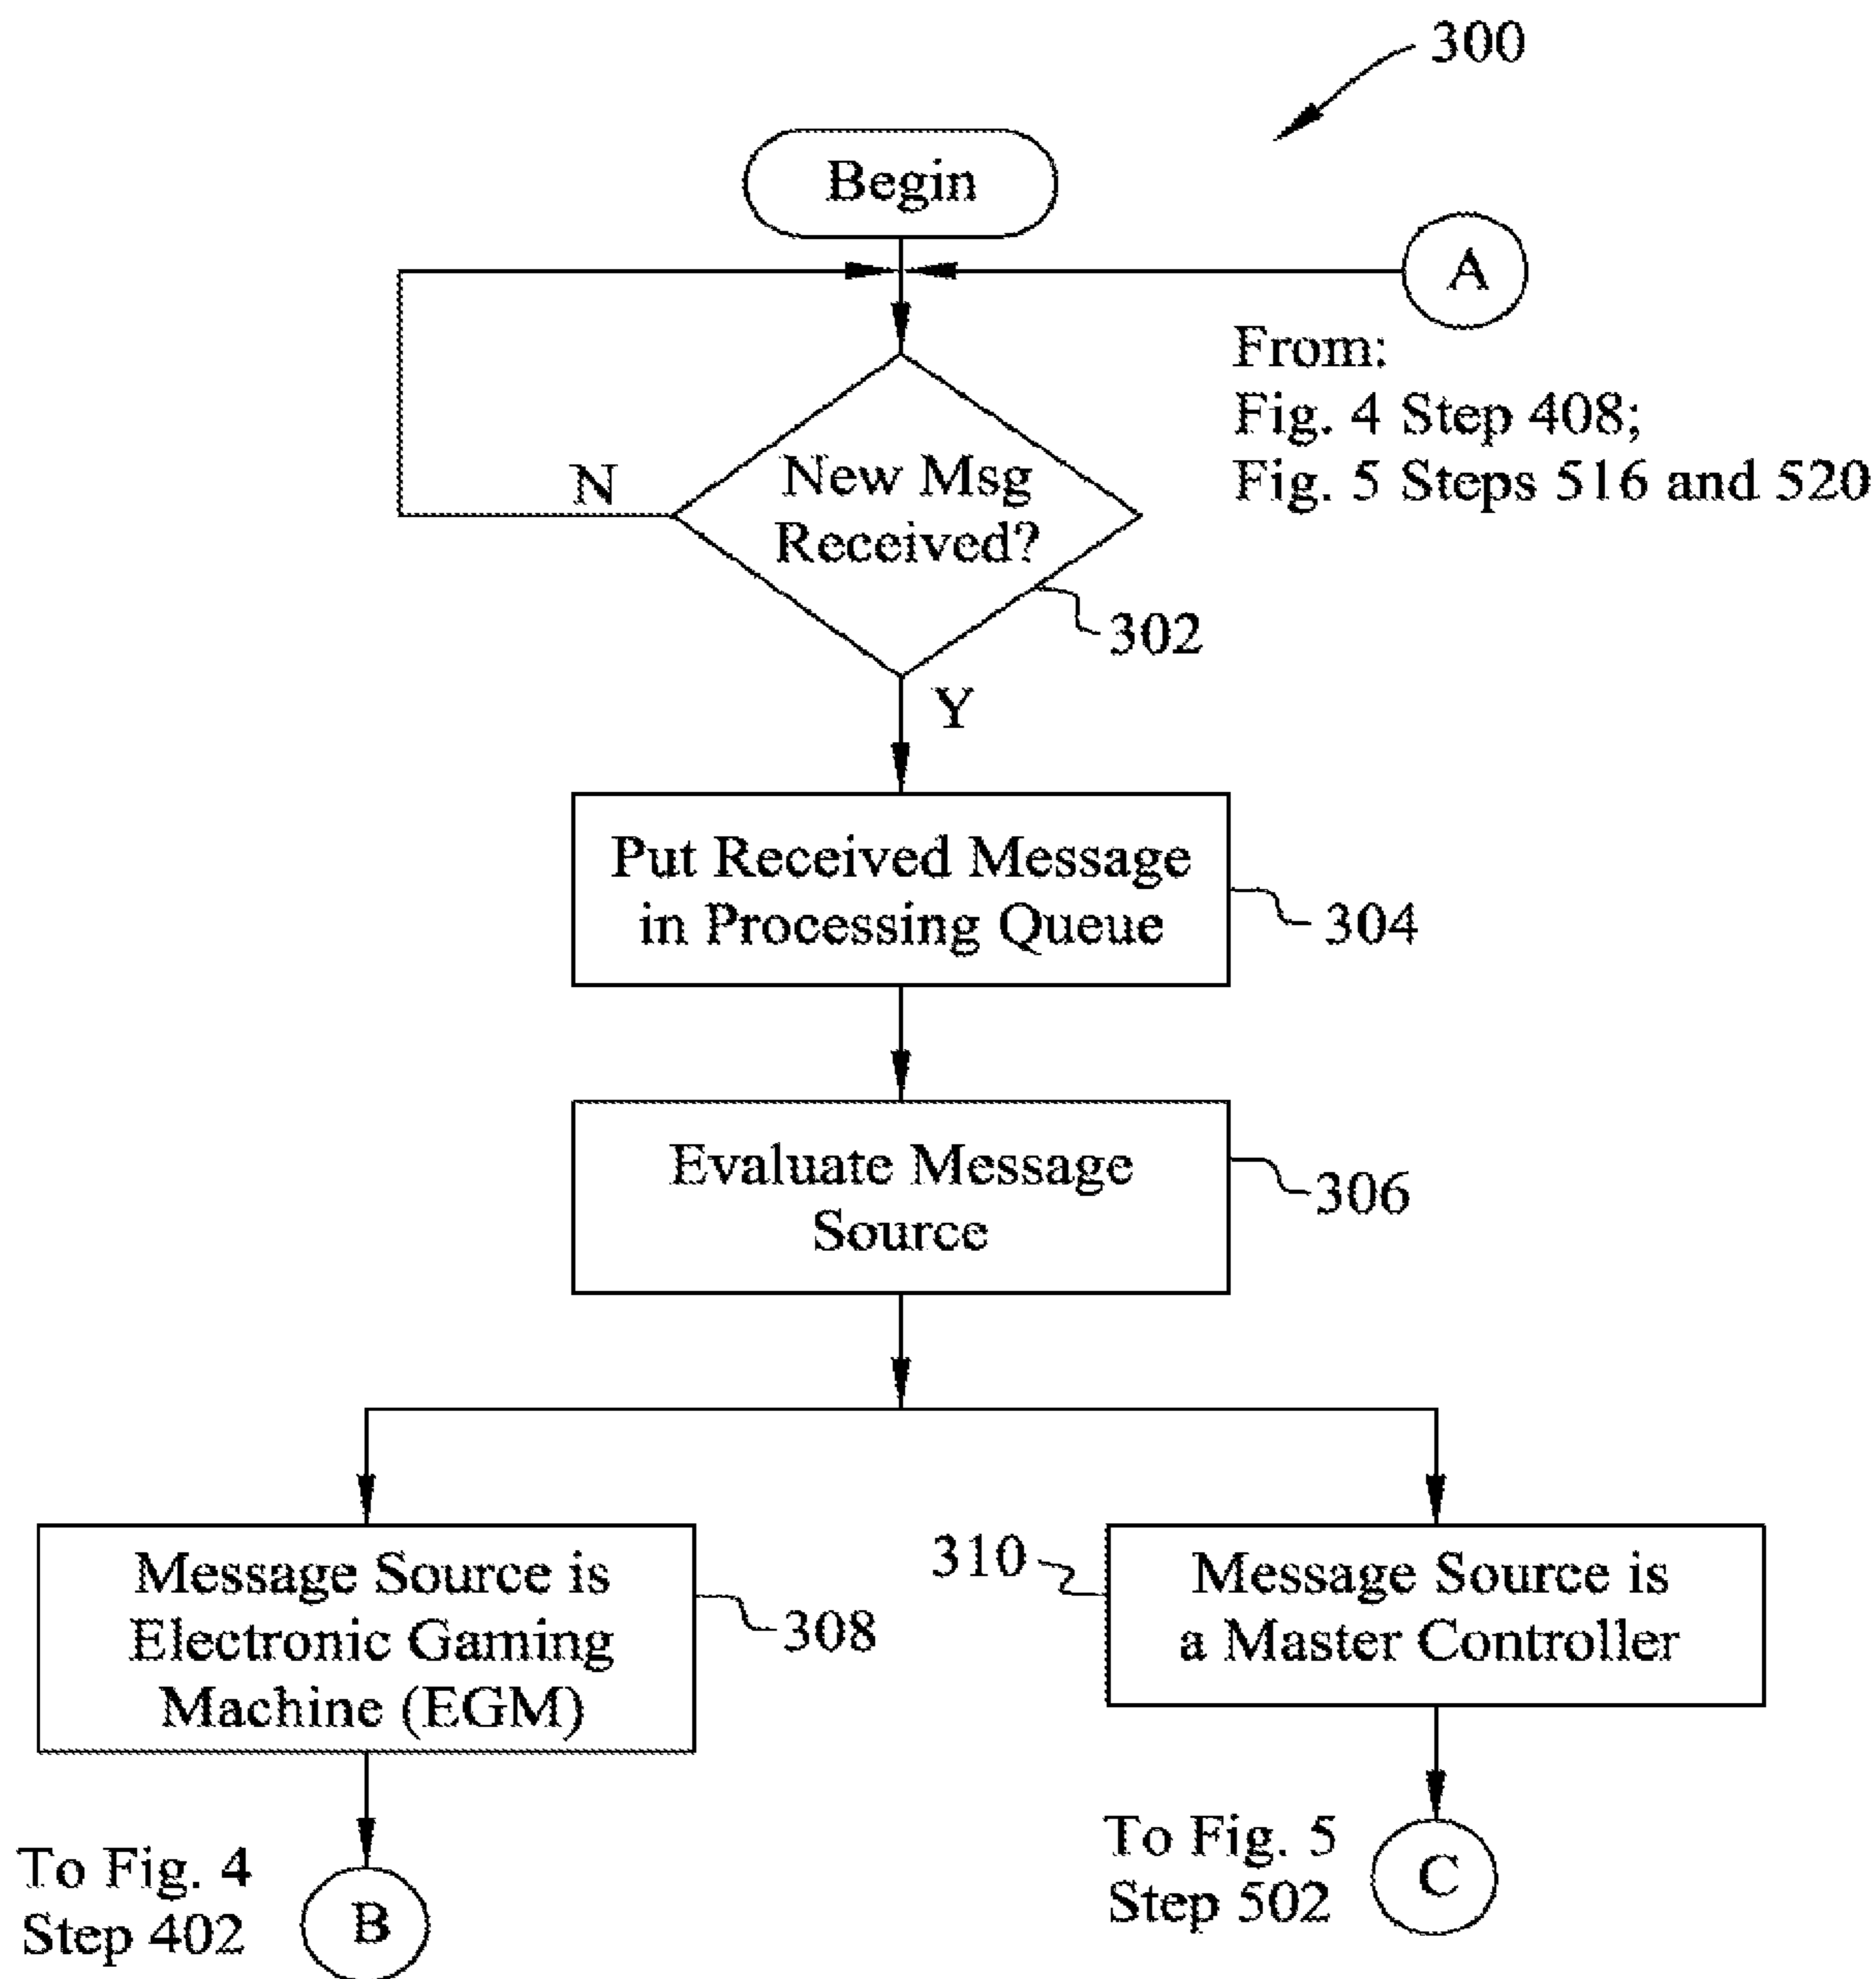 300
Begin
A
From:
Fig. 4 Step 408;
Fig. 5 Steps 516 and 520
New Msg
Received?
N
302
Y
Put Received Message
in Processing Queue
304
Evaluate Message
Source
306
Message Source is
Electronic Gaming
Machine (EGM)
308
310
Message Source is
a Master Controller
To Fig. 4
Step 402
B
To Fig. 5
Step 502
C